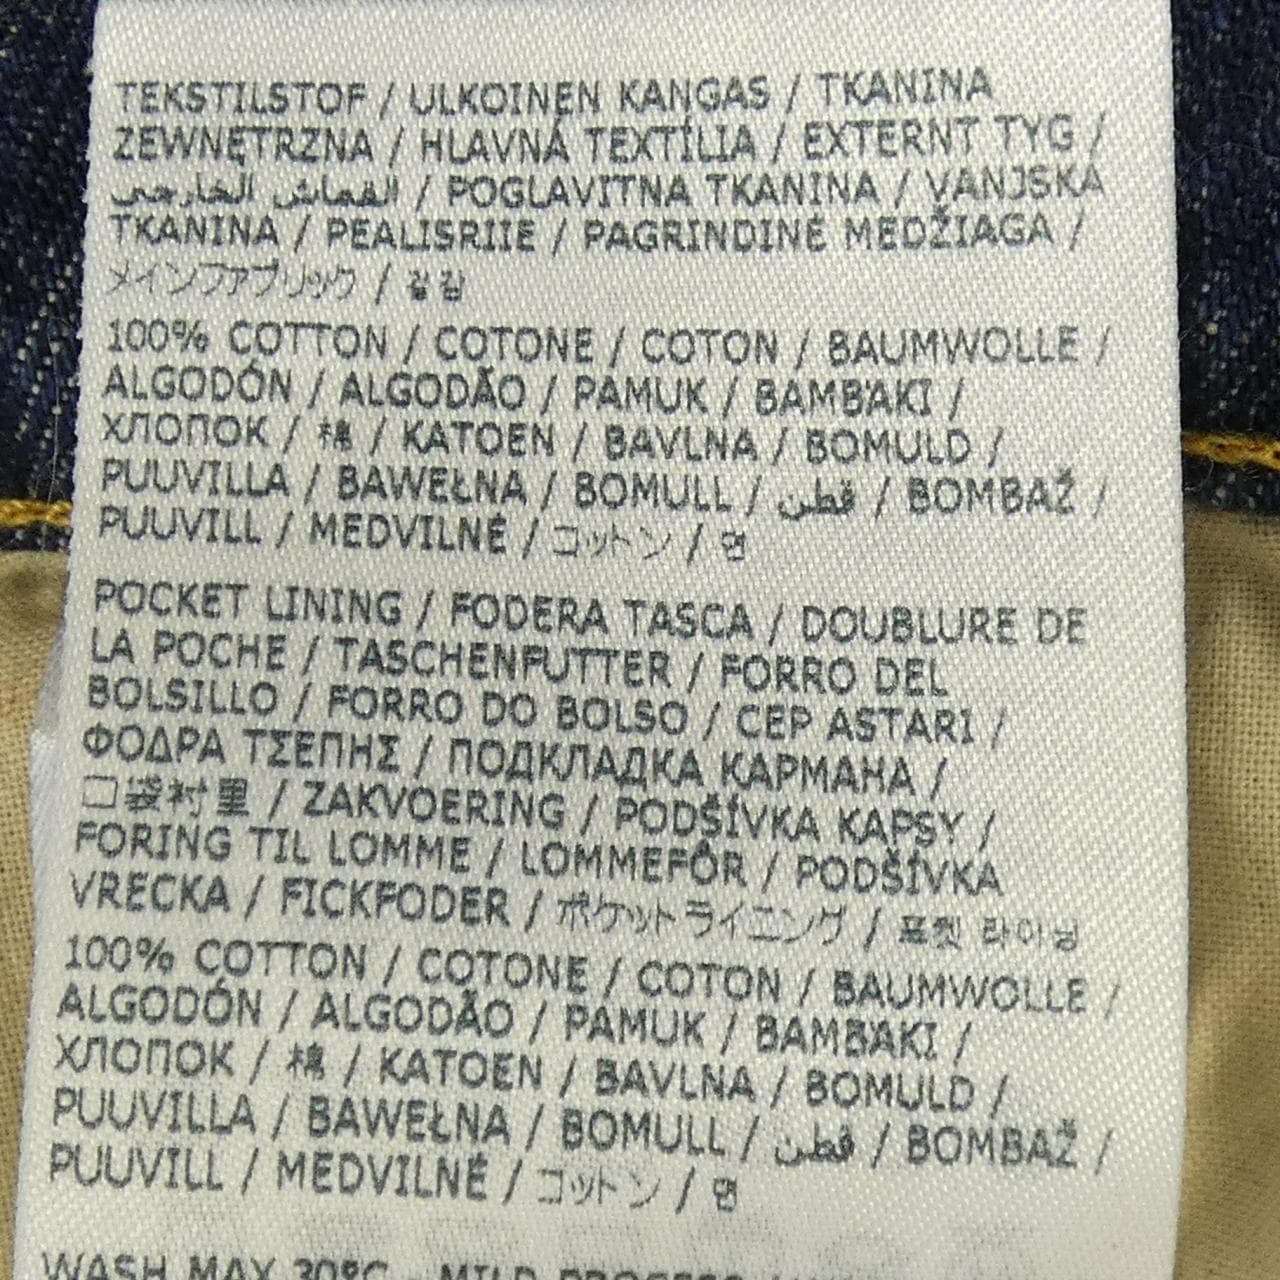 TEKSTILSTOF / ULKOINEN KANGAS / TKANINA
ZEWNĘTRZNA / HLAVNÁ TEXTÍLIA / EXTERNT TYG /
القماش الخارجي / POGLAVITNA TKANINA / VANJSKA
TKANINA / PEALISRIIE / PAGRINDINĖ MEDŽIAGA /
メインファブリック / 겉감
100% COTTON / COTONE / COTON / BAUMWOLLE /
ALGODÓN / ALGODÃO / PAMUK / BAMBAKI /
ХЛОПОК / 棉 / KATOEN / BAVLNA / BOMULD /
PUUVILLA / BAWEŁNA / BOMULL / قطن / BOMBAŽ /
PUUVILL / MEDVILNĖ / コットン / 면
POCKET LINING / FODERA TASCA / DOUBLURE DE
LA POCHE / TASCHENFUTTER / FORRO DEL
BOLSILLO / FORRO DO BOLSO / CEP ASTARI /
ΦΟΔΡΑ ΤΣΕΠΗΣ / ПОДКЛАДКА КАРМАНА /
口袋衬里 / ZAKVOERING / PODŠÍVKA KAPSY /
FORING TIL LOMME / LOMMEFÔR / PODŠÍVKA
VRECKA / FICKFODER / ポケットライニング / 포켓 라이닝
100% COTTON / COTONE / COTON / BAUMWOLLE /
ALGODÓN / ALGODÃO / PAMUK / BAMBAKI /
ХЛОПОК / 棉 / KATOEN / BAVLNA / BOMULD /
PUUVILLA / BAWEŁNA / BOMULL / قطن / BOMBAŽ /
PUUVILL / MEDVILNĖ / コットン / 면
WASH MAX 30°C - MILD PROCESS